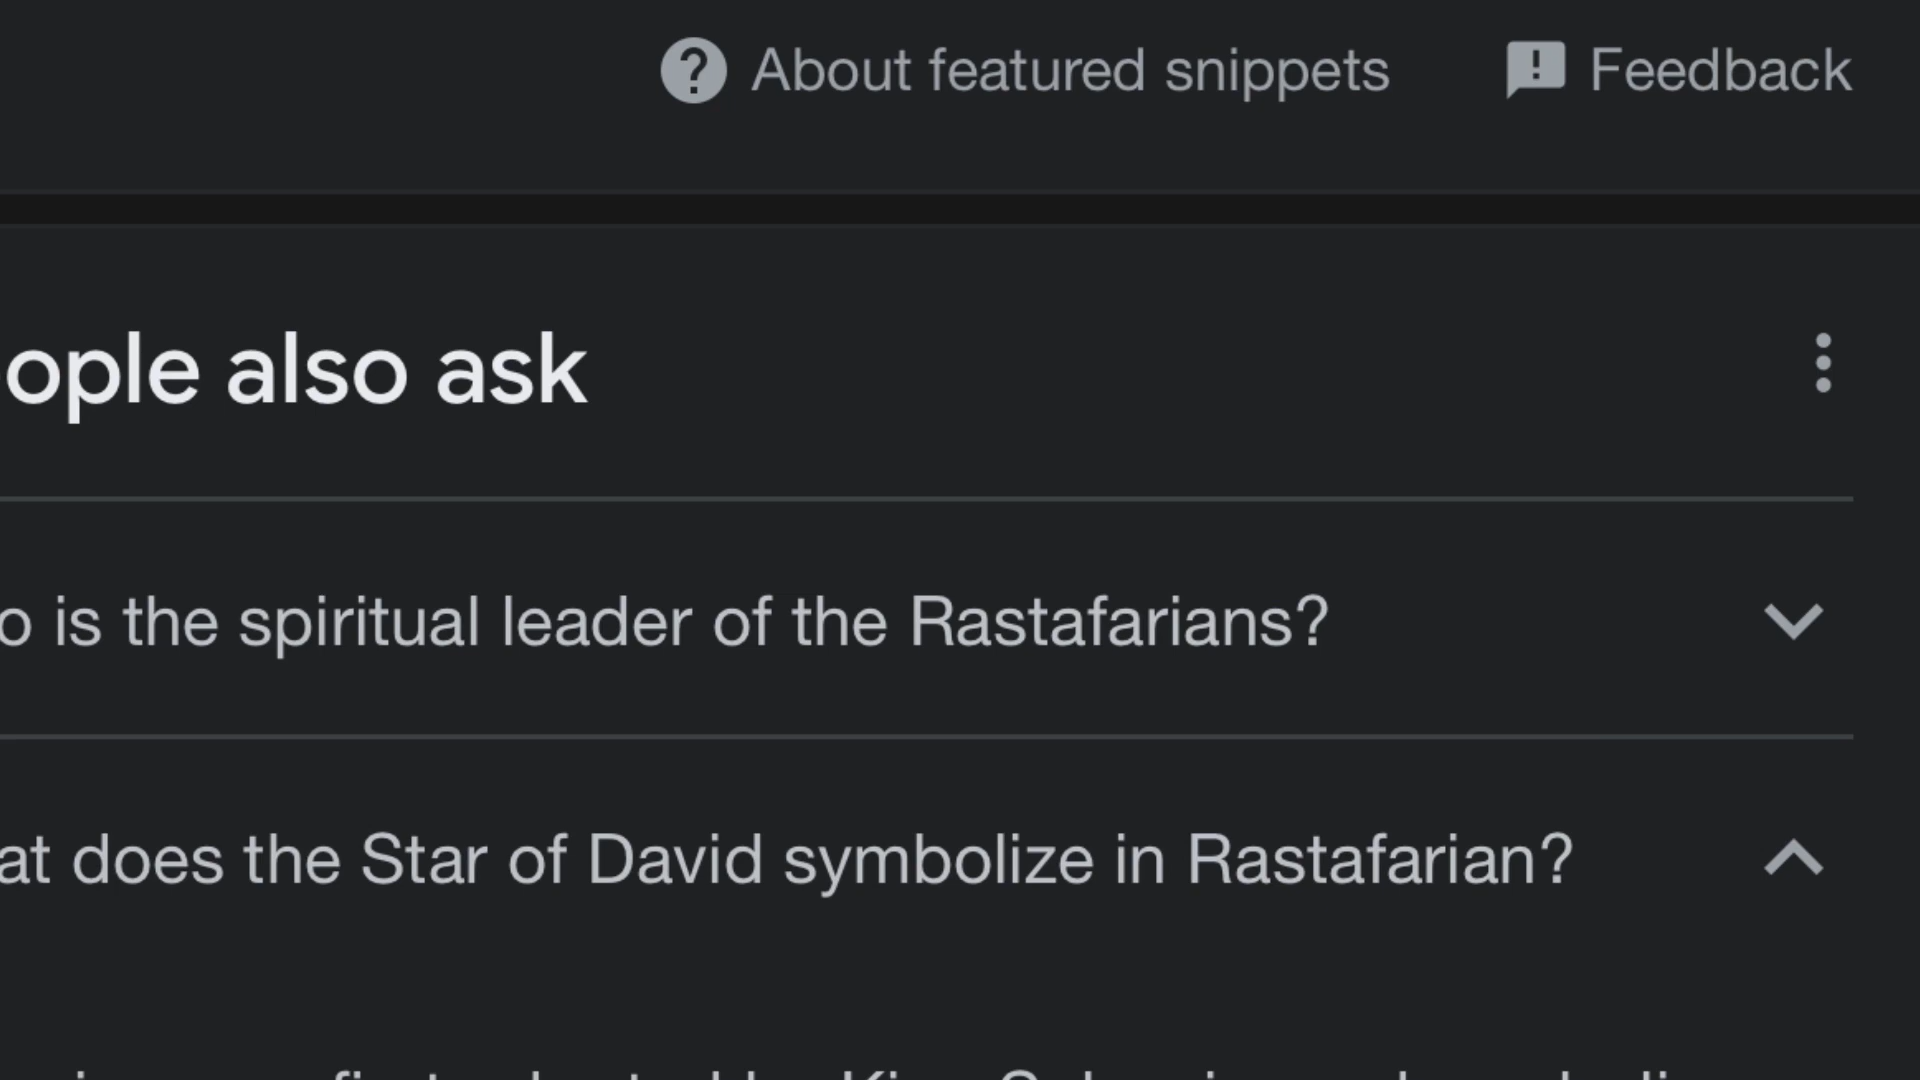 About featured snippets Feedback
ople also ask
o is the spiritual leader of the Rastafarians?
at does the Star of David symbolize in Rastafarian?